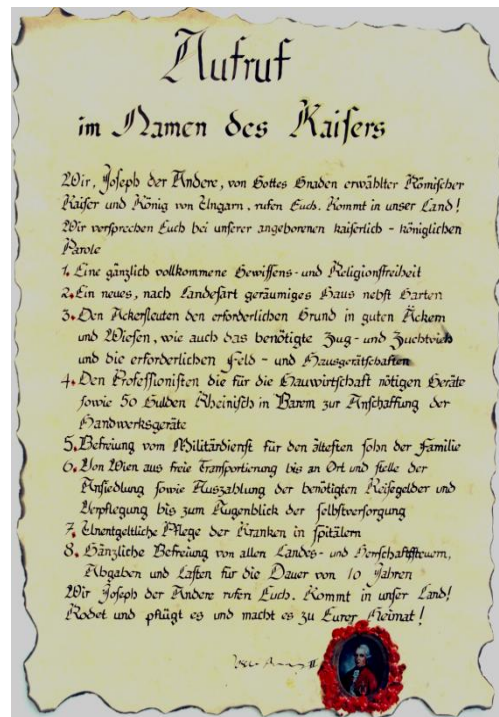 Aufruf
im Namen des Kaisers
Wir, Joseph der Andere, von Gottes Gnaden erwählter Römischer
Kaiser und König von Ungarn, rufen Euch. Kommt in unser Land!
Wir versprechen Euch bei unserer angeborenen kaiserlich - königlichen
Parole
1. Eine gänzlich vollkommene Gewissens- und Religionsfreiheit
2. Ein neues, nach Landesart geräumiges Haus nebst Garten
3. Den Ackersleuten den erforderlichen Grund in guten Äckern
und Wiesen, wie auch das benötigte Zug- und Zuchtvieh
und die erforderlichen Feld - und Hausgerätschaften
4. Den Professionisten die für die Hauwirtschaft nötigen Geräte
sowie 50 Gulden Rheinisch in Barem zur Anschaffung der
Handwerksgeräte
5. Befreiung vom Militärdienst für den ältesten sohn der Familie
6. Von Wien aus freie Transportierung bis an Ort und stelle der
Ansiedlung sowie Auszahlung der benötigten Reisegelder und
Verpflegung bis zum Augenblick der selbstversorgung
7. Unentgeltliche Pflege der Kranken in spitälern
8. Gänzliche Befreiung von allen Landes- und Herrschaftssteuern,
Abgaben und Lasten für die Dauer von 10 Jahren
Wir Joseph der Andere rufen Euch. Kommt in unser Land!
Rodet und pflügt es und macht es zu Eurer Heimat!